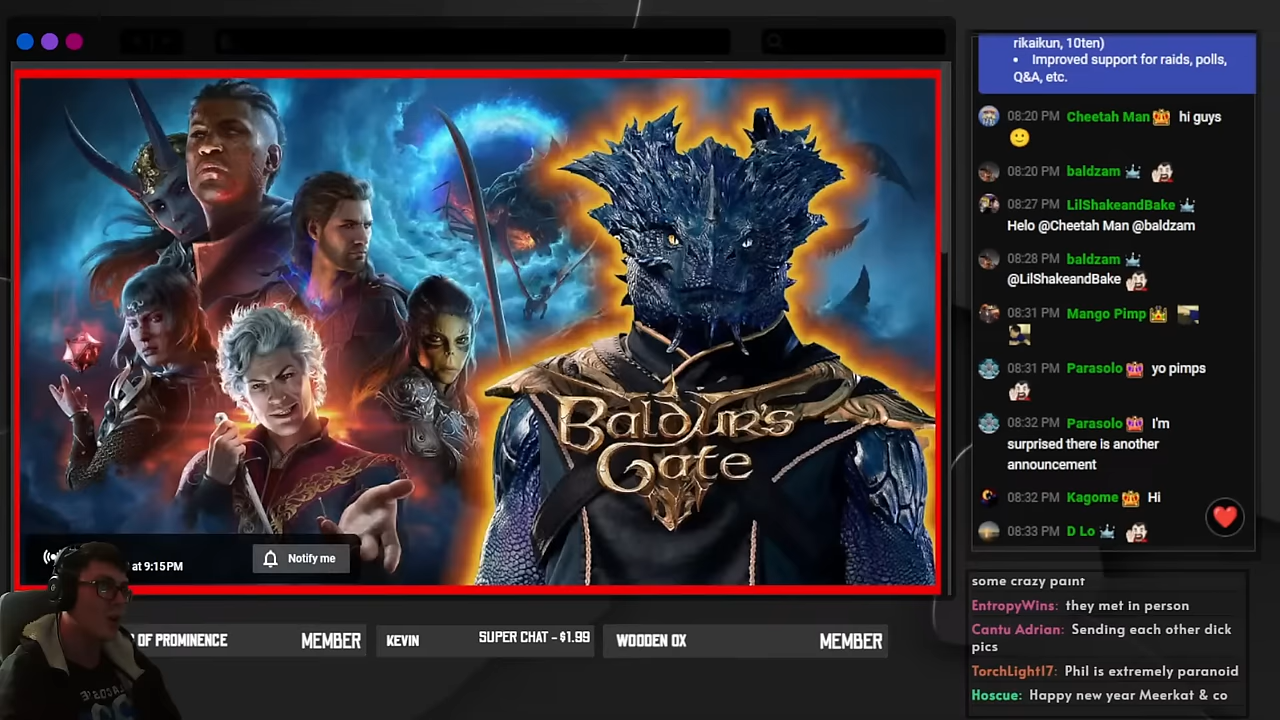 rikaikun, 10ten)
• Improved support for raids, polls,
Q&A, etc.
08:20 PM Cheetah Man hi guys
08:20 PM baldzam
08:27 PM LilShakeandBake
Helo @Cheetah Man @baldzam
08:28 PM baldzam
@LilShakeandBake
08:31 PM Mango Pimp
08:31 PM Parasolo yo pimps
08:32 PM Parasolo I'm
surprised there is another
announcement
08:32 PM Kagome Hi
08:33 PM D Lo
Baldur's
Gate
III
at 9:15PM
Notify me
OF PROMINENCE MEMBER
KEVIN SUPER CHAT - $1.99
WOODEN OX MEMBER
some crazy paint
EntropyWins: they met in person
Cantu Adrian: Sending each other dick
pics
TorchLight17: Phil is extremely paranoid
Hoscue: Happy new year Meerkat & co